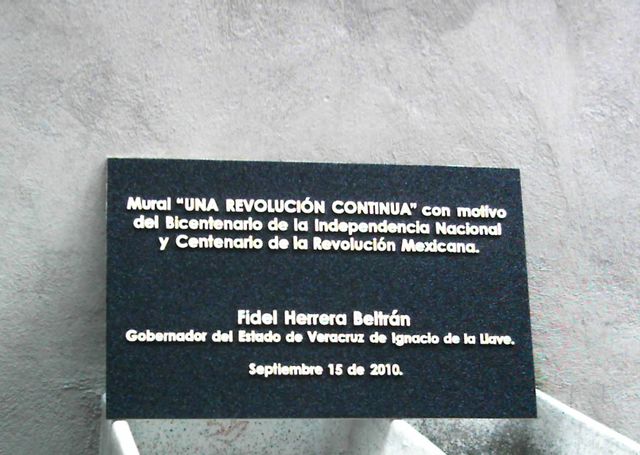 Mural "UNA REVOLUCIÓN CONTINUA" con motivo
del Bicentenario de la Independencia Nacional
y Centenario de la Revolución Mexicana.
Fidel Herrera Beltrán
Gobernador del Estado de Veracruz de Ignacio de la Llave.
Septiembre 15 de 2010.